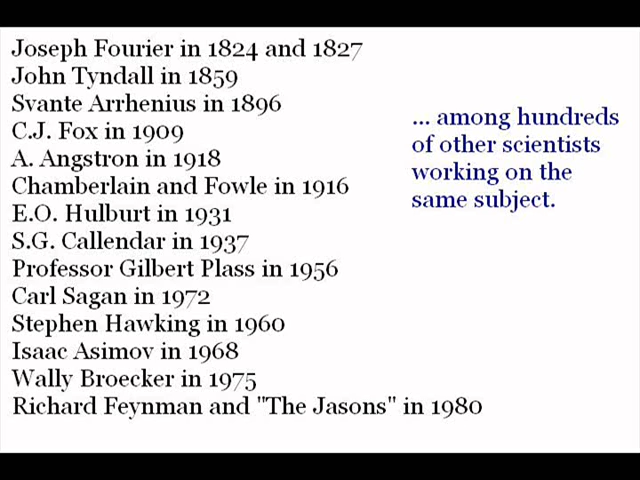 Joseph Fourier in 1824 and 1827
John Tyndall in 1859
Svante Arrhenius in 1896
C.J. Fox in 1909
A. Angstron in 1918
Chamberlain and Fowle in 1916
E.O. Hulburt in 1931
S.G. Callendar in 1937
Professor Gilbert Plass in 1956
Carl Sagan in 1972
Stephen Hawking in 1960
Isaac Asimov in 1968
Wally Broecker in 1975
Richard Feynman and "The Jasons" in 1980
... among hundreds
of other scientists
working on the
same subject.